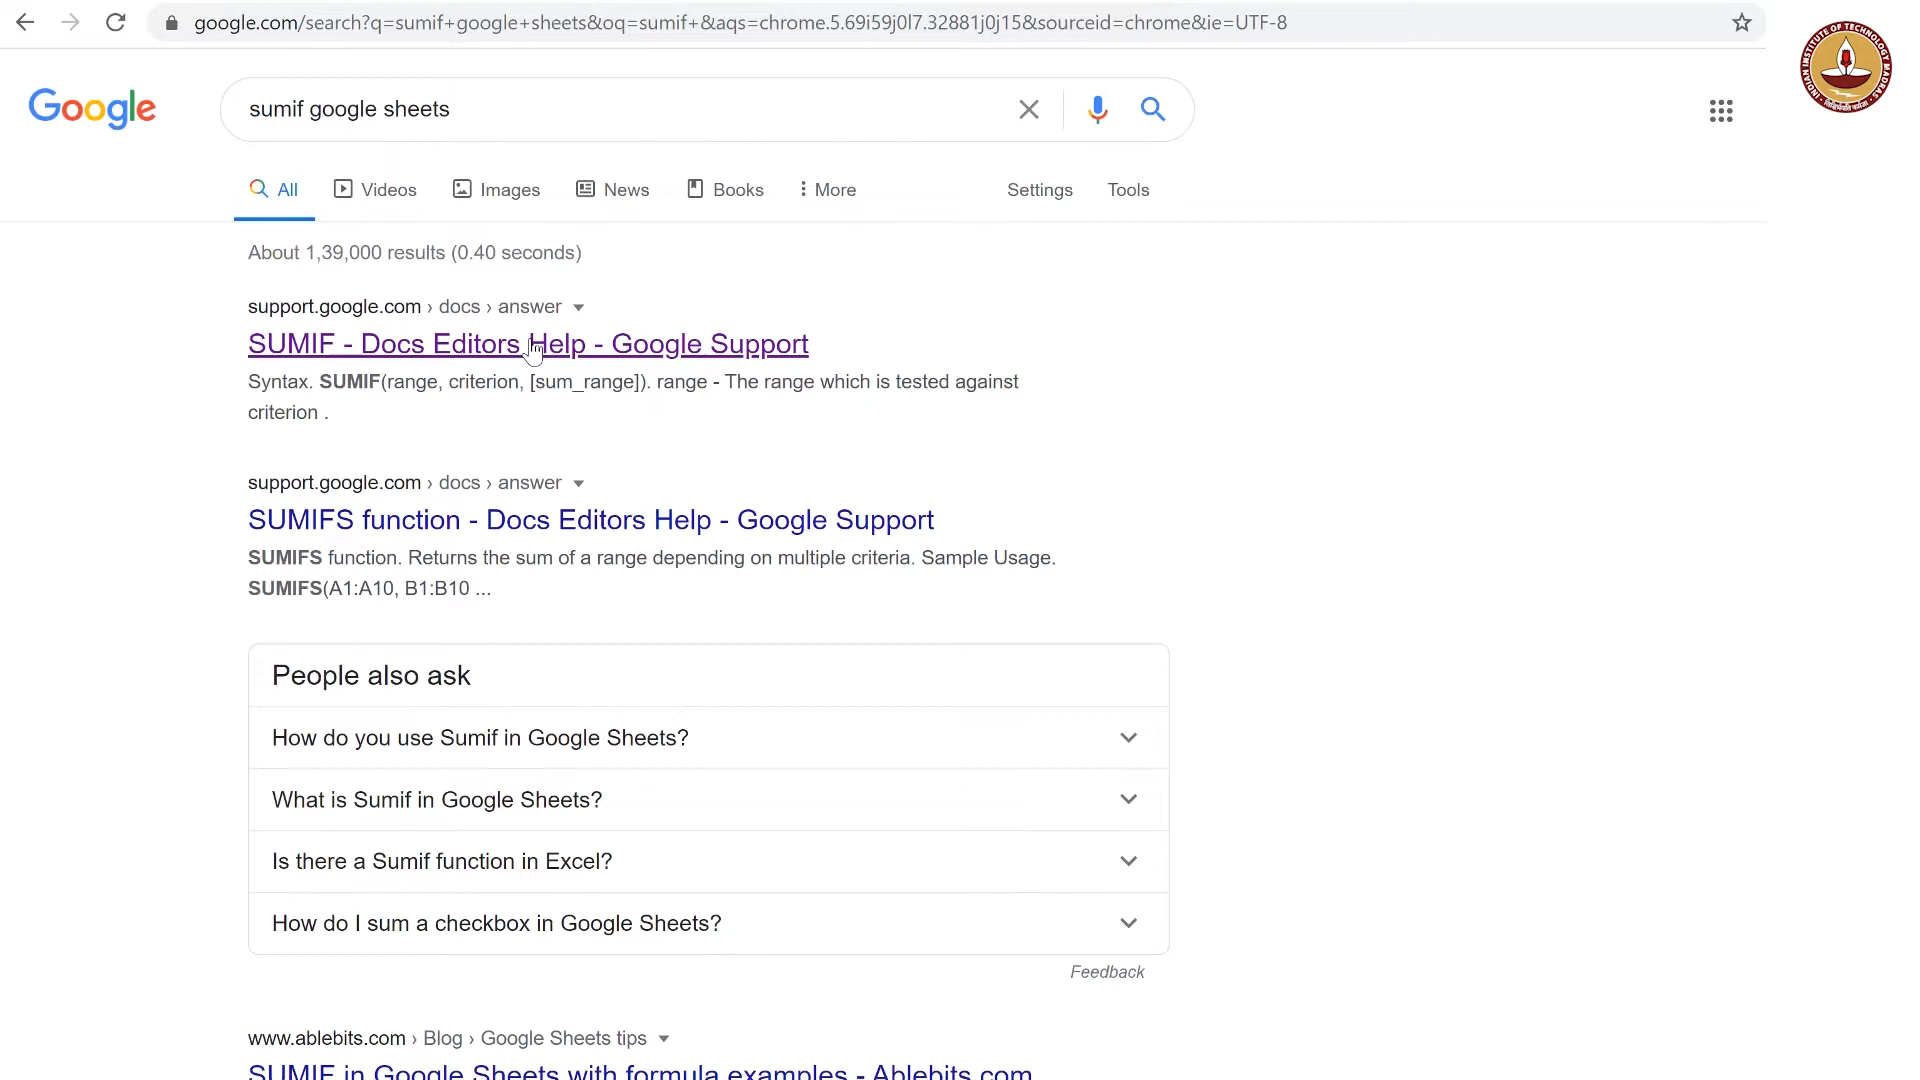 google.com/search?q=sumif+google+sheets&oq=sumif+&aqs=chrome.5.69i59j0l7.32881j0j15&sourceid=chrome&ie=UTF-8
INDIAN INSTITUTE OF TECHNOLOGY MADRAS
Google
sumif google sheets
All Videos Images News Books More Settings Tools
About 1,39,000 results (0.40 seconds)
support.google.com › docs › answer
SUMIF - Docs Editors Help - Google Support
Syntax. SUMIF(range, criterion, [sum_range]). range - The range which is tested against
criterion .
support.google.com › docs › answer
SUMIFS function - Docs Editors Help - Google Support
SUMIFS function. Returns the sum of a range depending on multiple criteria. Sample Usage.
SUMIFS(A1:A10, B1:B10 ...
People also ask
How do you use Sumif in Google Sheets?
What is Sumif in Google Sheets?
Is there a Sumif function in Excel?
How do I sum a checkbox in Google Sheets?
Feedback
www.ablebits.com › Blog › Google Sheets tips
SUMIF in Google Sheets with formula examples - Ablebits.com